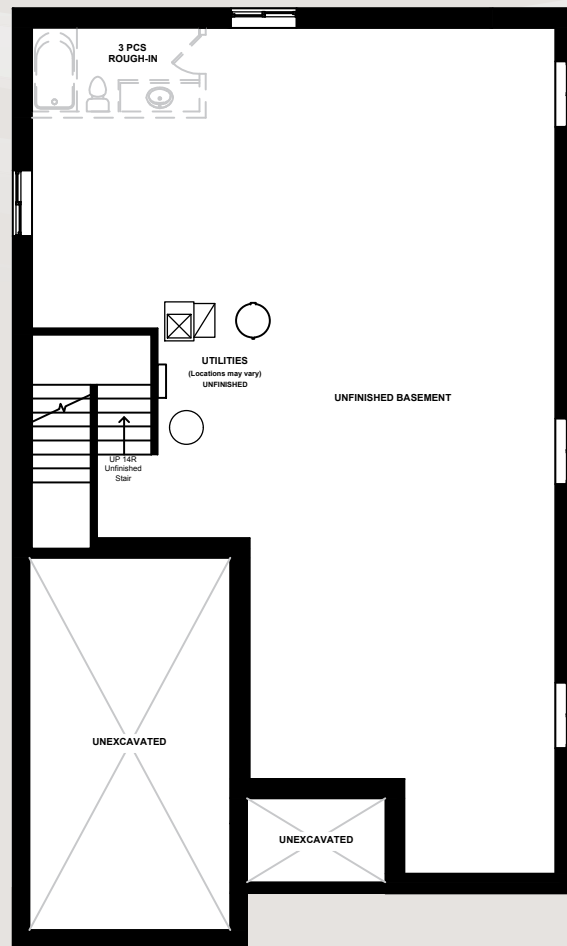 3 PCS
ROUGH-IN
UTILITIES
(Locations may vary)
UNFINISHED
UNFINISHED BASEMENT
UP 14R
Unfinished
Stair
UNEXCAVATED
UNEXCAVATED